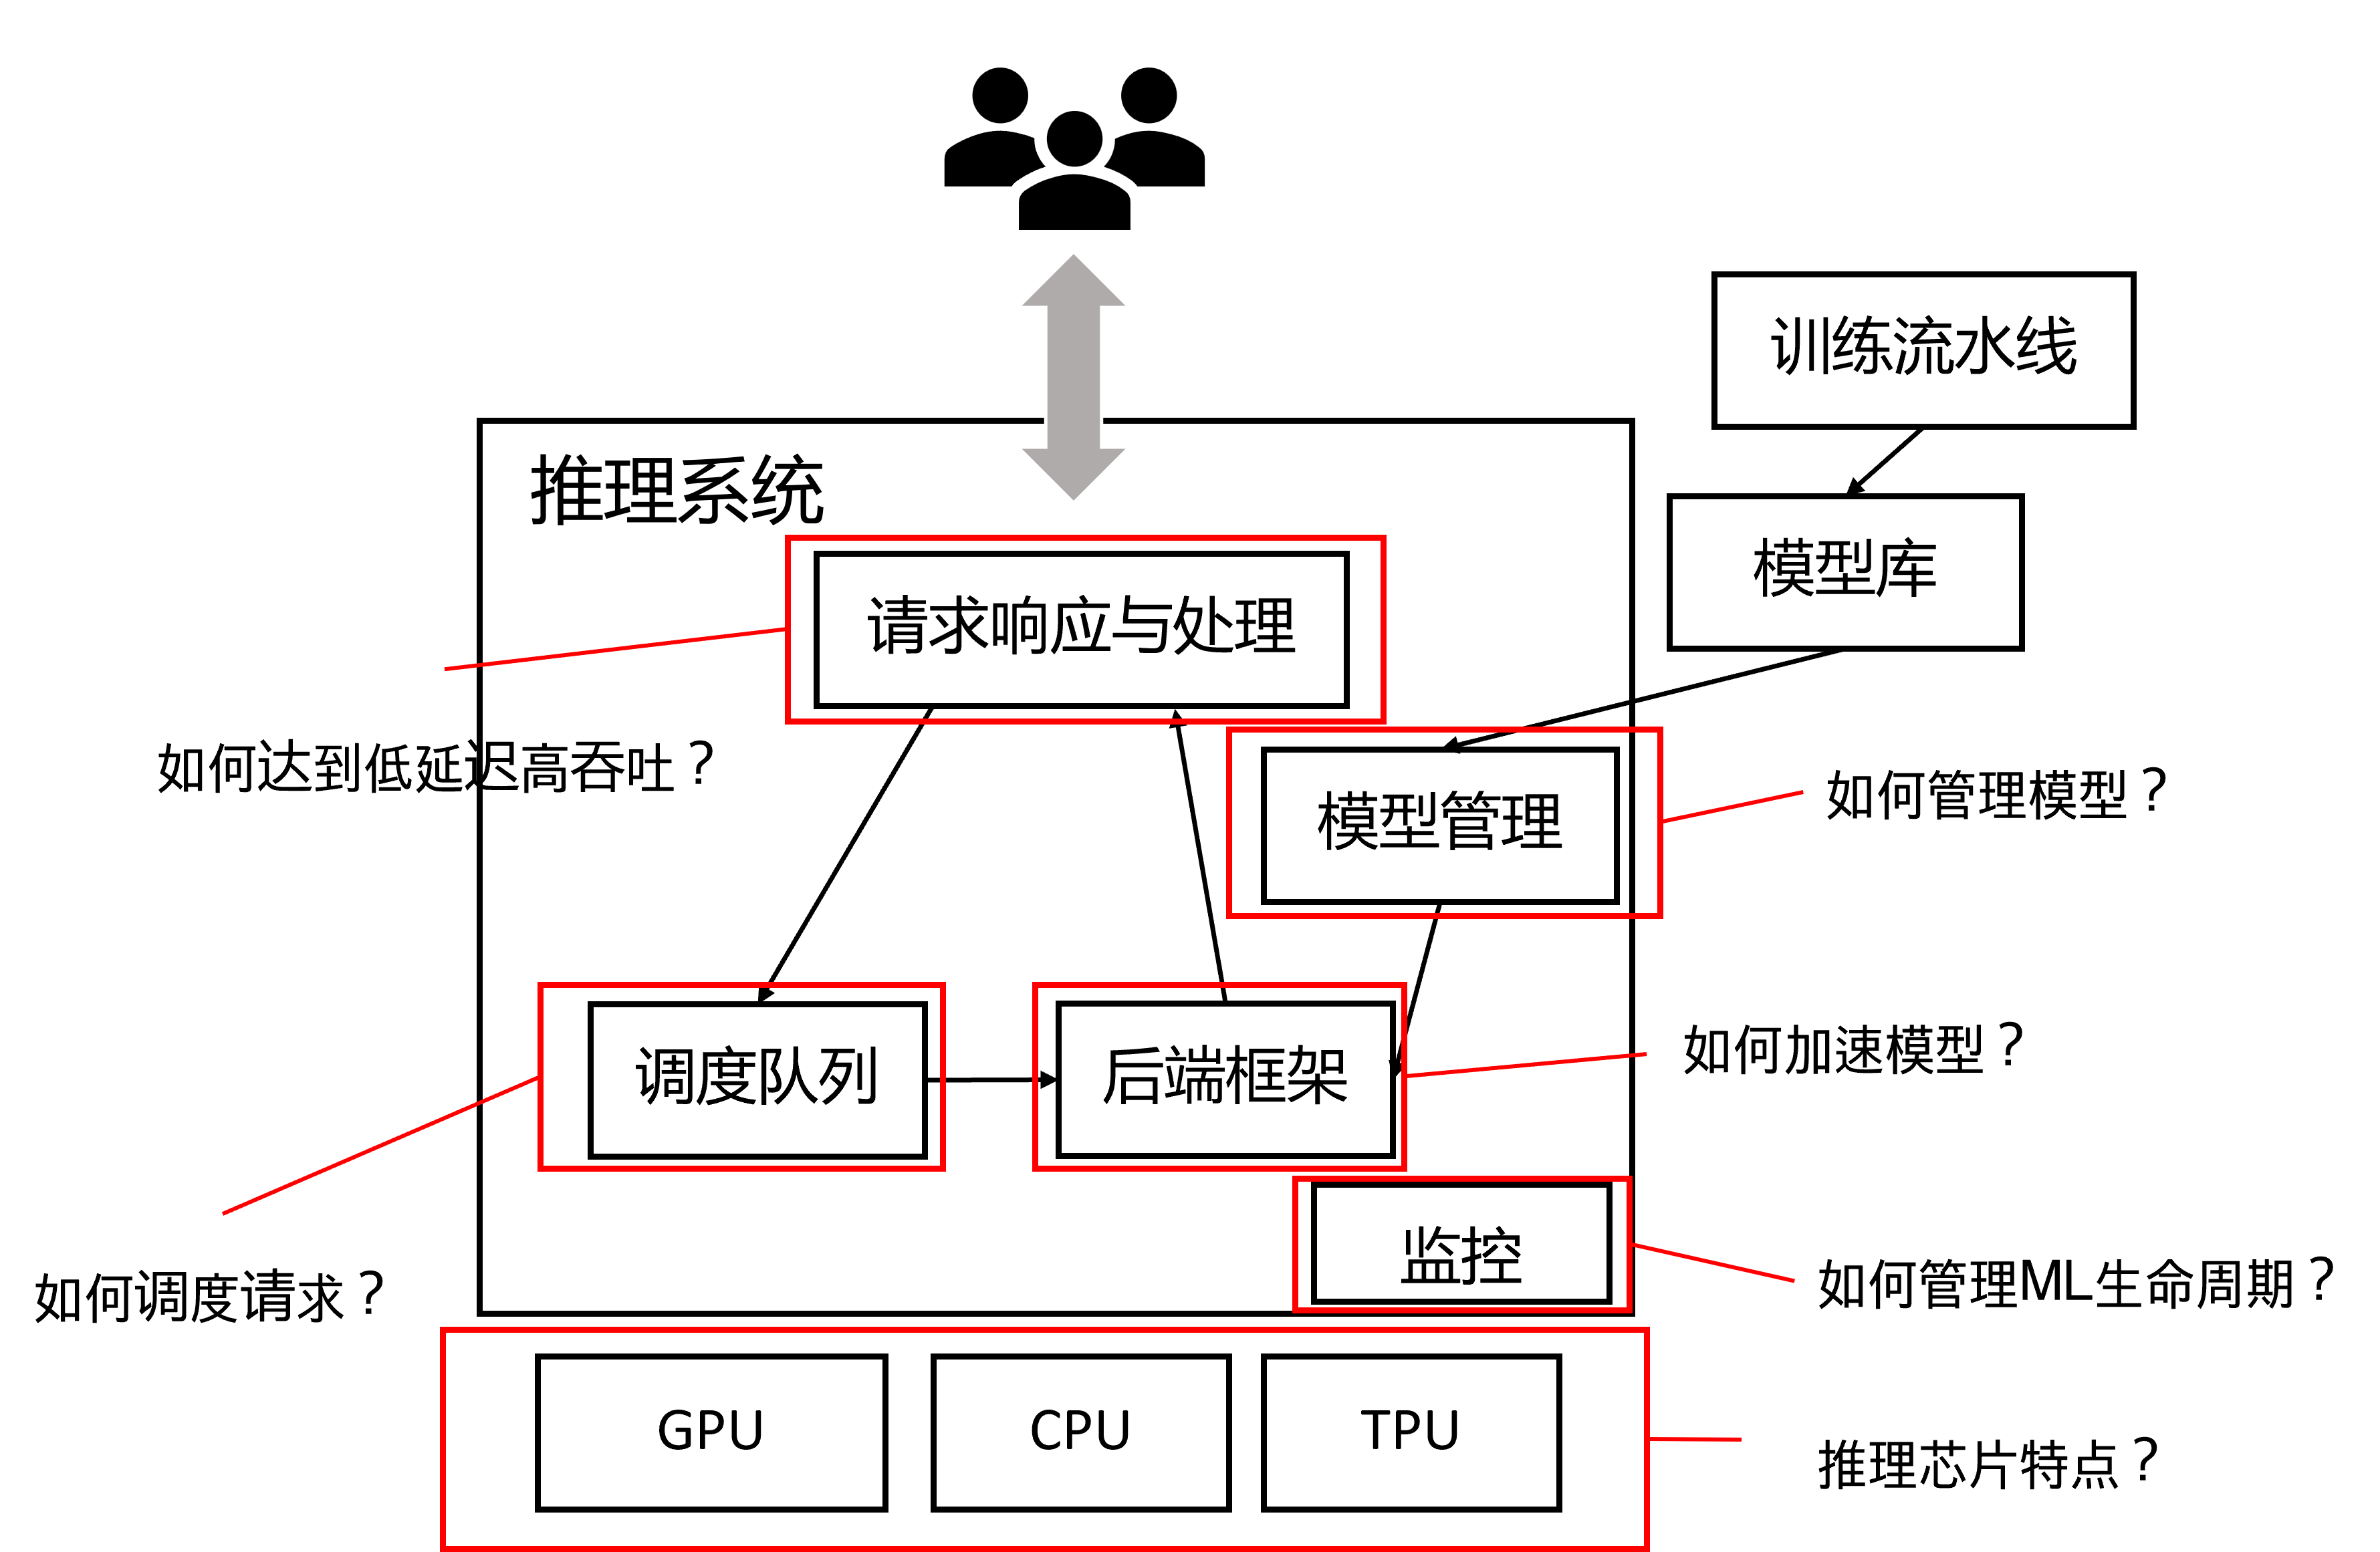 训练流水线
推理系统
模型库
请求响应与处理
如何达到低延迟高吞吐？
模型管理
如何管理模型？
调度队列
后端框架
如何加速模型？
监控
如何管理ML生命周期？
如何调度请求？
GPU
CPU
TPU
推理芯片特点？